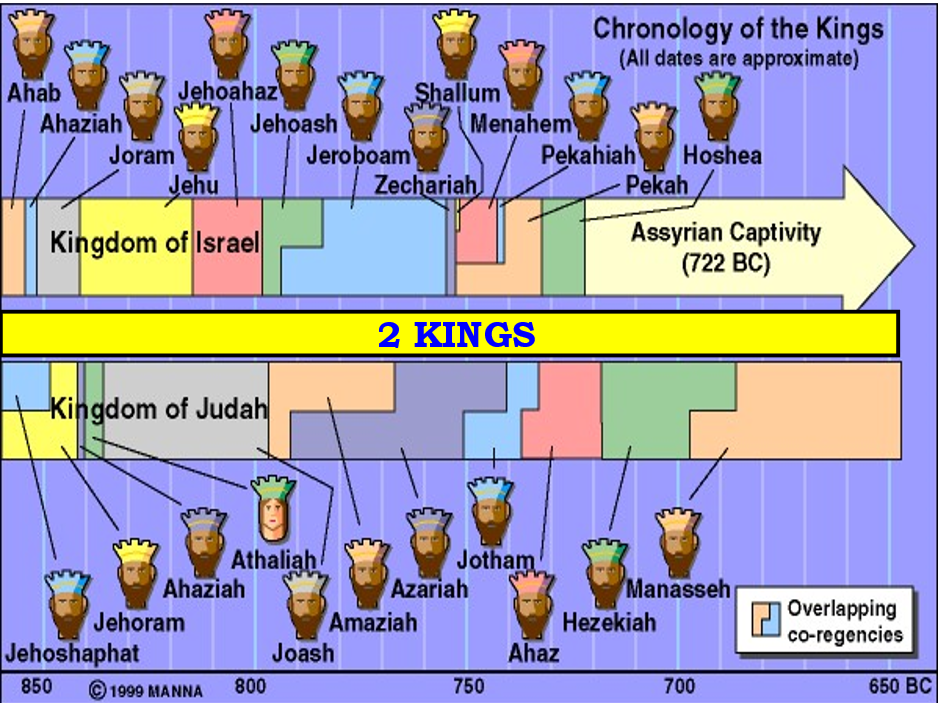 Chronology of the Kings
(All dates are approximate)
Ahab
Ahaziah
Joram
Jehu
Jehoahaz
Jehoash
Jeroboam
Zechariah
Shallum
Menahem
Pekahiah
Pekah
Hoshea
Kingdom of Israel
Assyrian Captivity
(722 BC)
2 KINGS
Kingdom of Judah
Jehoshaphat
Jehoram
Ahaziah
Athaliah
Joash
Amaziah
Azariah
Jotham
Ahaz
Hezekiah
Manasseh
Overlapping
co-regencies
850 © 1999 MANNA 800 750 700 650 BC